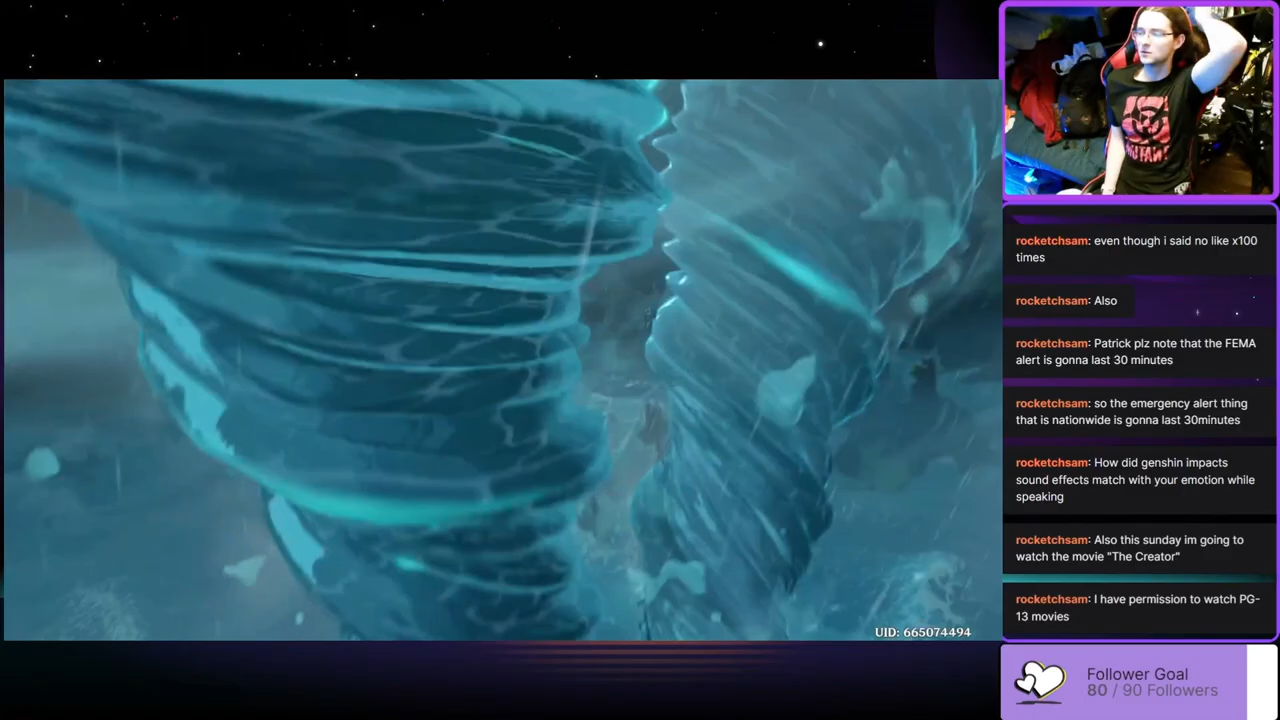 rocketchsam: even though i said no like x100
times
rocketchsam: Also
rocketchsam: Patrick plz note that the FEMA
alert is gonna last 30 minutes
rocketchsam: so the emergency alert thing
that is nationwide is gonna last 30minutes
rocketchsam: How did genshin impacts
sound effects match with your emotion while
speaking
rocketchsam: Also this sunday im going to
watch the movie "The Creator"
rocketchsam: I have permission to watch PG-
13 movies
UID: 665074494
Follower Goal
80 / 90 Followers